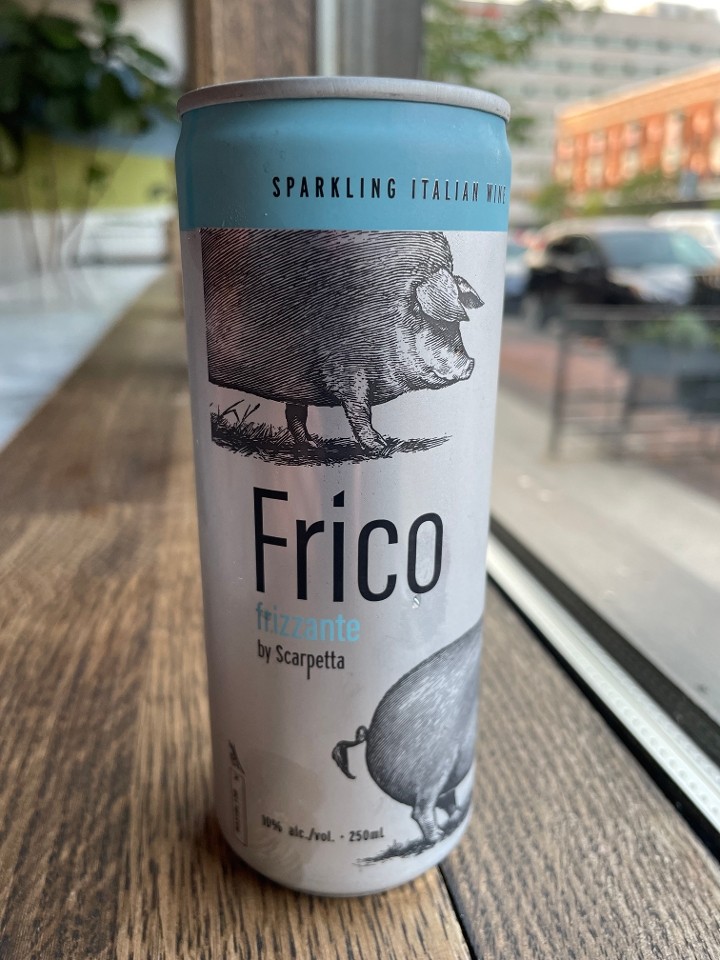 SPARKLING ITALIAN WINE
Frico
frizzante
by Scarpetta
10% alc./vol. · 250mL